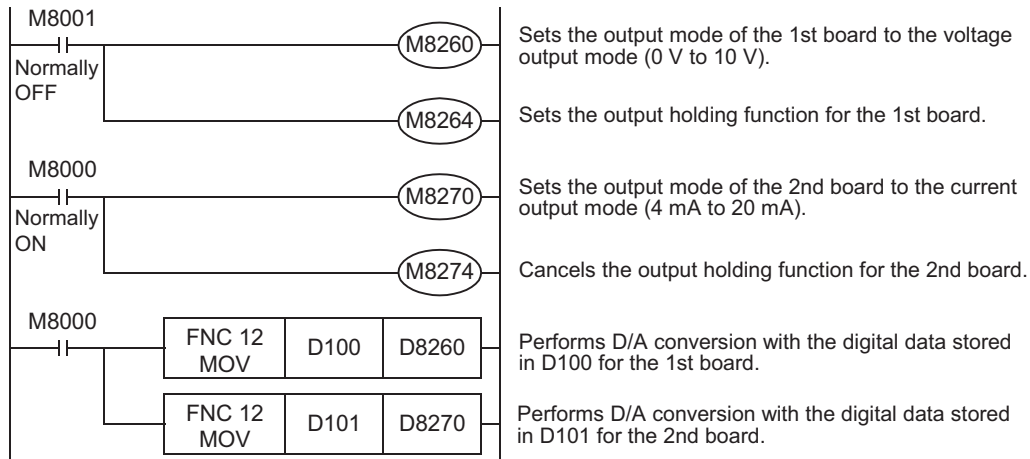 M8001
Normally
OFF
M8260
Sets the output mode of the 1st board to the voltage
output mode (0 V to 10 V).
M8264
Sets the output holding function for the 1st board.
M8000
Normally
ON
M8270
Sets the output mode of the 2nd board to the current
output mode (4 mA to 20 mA).
M8274
Cancels the output holding function for the 2nd board.
M8000
FNC 12
MOV
D100
D8260
Performs D/A conversion with the digital data stored
in D100 for the 1st board.
FNC 12
MOV
D101
D8270
Performs D/A conversion with the digital data stored
in D101 for the 2nd board.